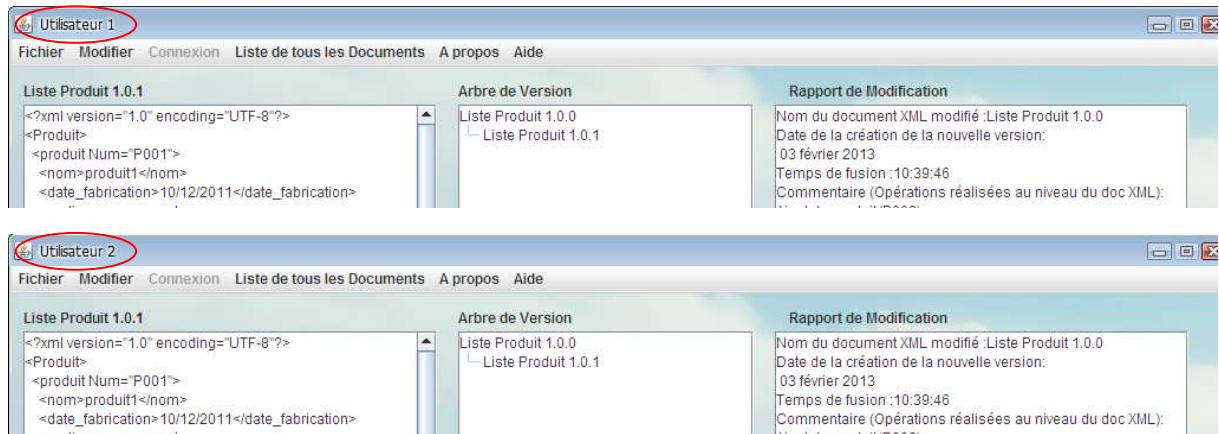 Utilisateur 1
Fichier Modifier Connexion Liste de tous les Documents A propos Aide
Liste Produit 1.0.1
<?xml version="1.0" encoding="UTF-8"?>
<Produit>
<produit Num="P001">
<nom>produit1</nom>
<date_fabrication>10/12/2011</date_fabrication>
Arbre de Version
Liste Produit 1.0.0
Liste Produit 1.0.1
Rapport de Modification
Nom du document XML modifié :Liste Produit 1.0.0
Date de la création de la nouvelle version:
03 février 2013
Temps de fusion :10:39:46
Commentaire (Opérations réalisées au niveau du doc XML):
Utilisateur 2
Fichier Modifier Connexion Liste de tous les Documents A propos Aide
Liste Produit 1.0.1
<?xml version="1.0" encoding="UTF-8"?>
<Produit>
<produit Num="P001">
<nom>produit1</nom>
<date_fabrication>10/12/2011</date_fabrication>
Arbre de Version
Liste Produit 1.0.0
Liste Produit 1.0.1
Rapport de Modification
Nom du document XML modifié :Liste Produit 1.0.0
Date de la création de la nouvelle version:
03 février 2013
Temps de fusion :10:39:46
Commentaire (Opérations réalisées au niveau du doc XML):